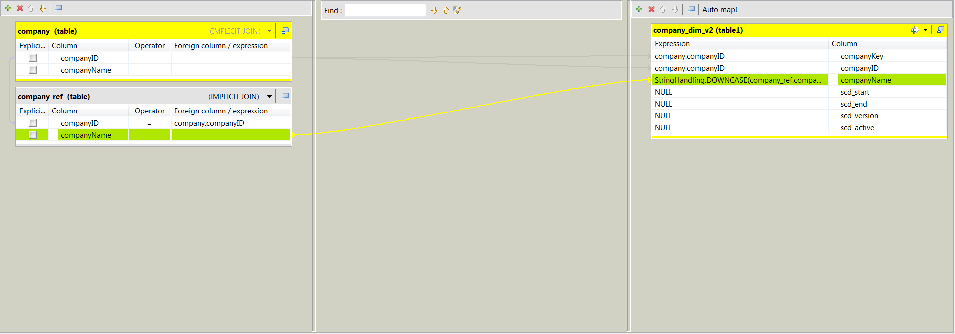 company (table) (IMPLICIT JOIN)
Explici... Column Operator Foreign column / expression
companyID
companyName
company_ref (table) (IMPLICIT JOIN)
Explici... Column Operator Foreign column / expression
companyID = company.companyID
companyName
Find :
Auto map!
company_dim_v2 (table1)
Expression Column
company.companyID companyKey
company.companyID companyID
StringHandling.DOWNCASE(company_ref.compa... companyName
NULL scd_start
NULL scd_end
NULL scd_version
NULL scd_active